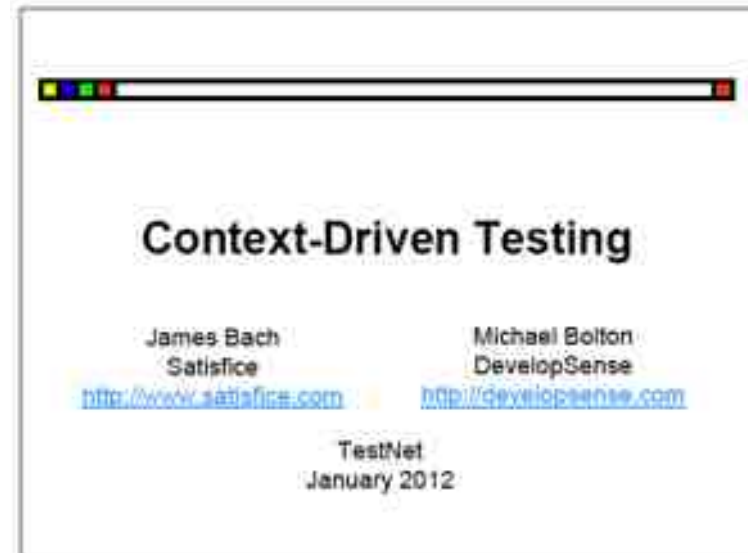 Context-Driven Testing
James Bach
Satisfice
http://www.satisfice.com
Michael Bolton
DevelopSense
http://developsense.com
TestNet
January 2012